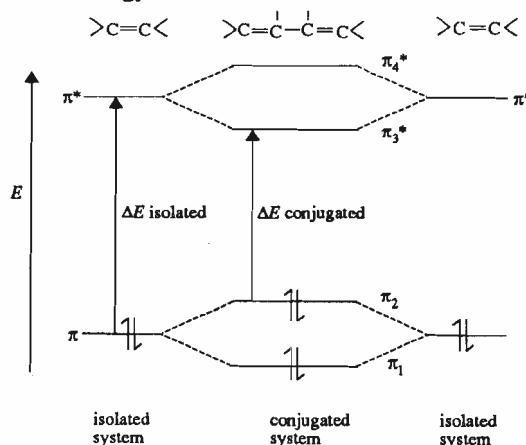 >C=C< >C=C–C=C< >C=C<
π₄*
π* π*
π₃*
E
ΔE isolated ΔE conjugated
π₂
π
π₁
isolated conjugated isolated
system system system